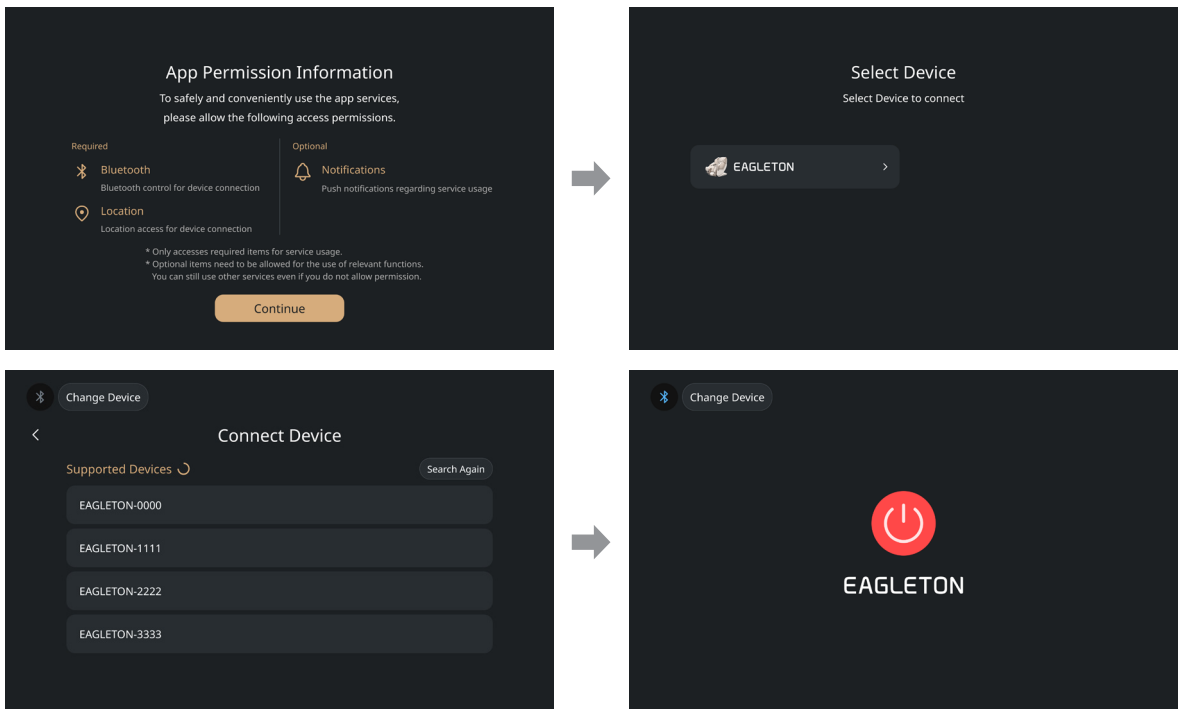 App Permission Information
To safely and conveniently use the app services,
please allow the following access permissions.
Required
Bluetooth
Bluetooth control for device connection
Location
Location access for device connection
Optional
Notifications
Push notifications regarding service usage
* Only accesses required items for service usage.
* Optional items need to be allowed for the use of relevant functions.
You can still use other services even if you do not allow permission.
Continue
Select Device
Select Device to connect
EAGLETON
Change Device
Connect Device
Supported Devices
Search Again
EAGLETON-0000
EAGLETON-1111
EAGLETON-2222
EAGLETON-3333
Change Device
EAGLETON